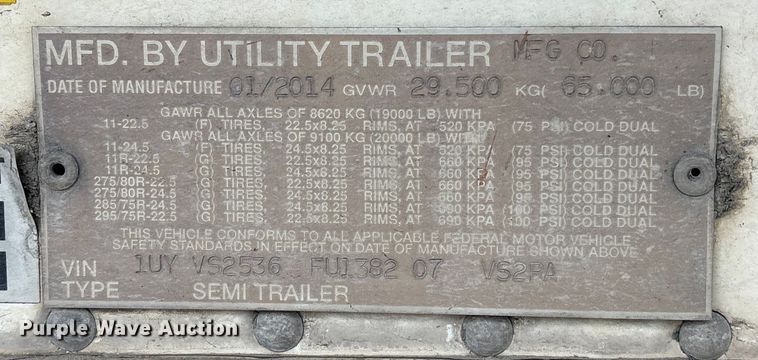 MFD. BY UTILITY TRAILER MFG CO.
DATE OF MANUFACTURE 01/2014 GVWR 29.500 KG( 65.000 LB)
GAWR ALL AXLES OF 8620 KG (19000 LB) WITH
11-22.5 (F) TIRES, 22.5x8.25 RIMS, AT 520 KPA (75 PSI) COLD DUAL
GAWR ALL AXLES OF 9100 KG (20000 LB) WITH
11-24.5 (F) TIRES, 24.5x8.25 RIMS, AT 520 KPA (75 PSI) COLD DUAL
11R-22.5 (G) TIRES, 22.5x8.25 RIMS, AT 660 KPA (95 PSI) COLD DUAL
11R-24.5 (G) TIRES, 24.5x8.25 RIMS, AT 660 KPA (95 PSI) COLD DUAL
275/80R-22.5 (G) TIRES, 22.5x8.25 RIMS, AT 660 KPA (95 PSI) COLD DUAL
275/80R-24.5 (G) TIRES, 24.5x8.25 RIMS, AT 660 KPA (95 PSI) COLD DUAL
285/75R-24.5 (G) TIRES, 24.5x8.25 RIMS, AT KPA (100 PSI) COLD DUAL
295/75R-22.5 (G) TIRES, 22.5x8.25 RIMS, AT 690 KPA (100 PSI) COLD DUAL
THIS VEHICLE CONFORMS TO ALL APPLICABLE FEDERAL MOTOR VEHICLE
SAFETY STANDARDS IN EFFECT ON DATE OF MANUFACTURE SHOWN ABOVE
VIN 1UY VS2536 FU1382 07 VS2RA
TYPE SEMI TRAILER
Purple Wave Auction